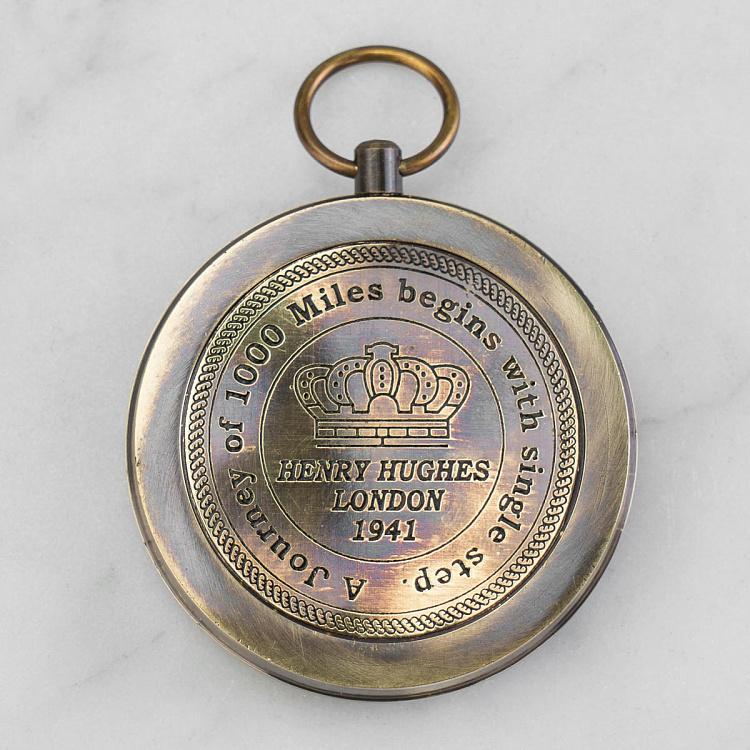 A Journey of 1000 Miles begins with single step.
HENRY HUGHES
LONDON
1941